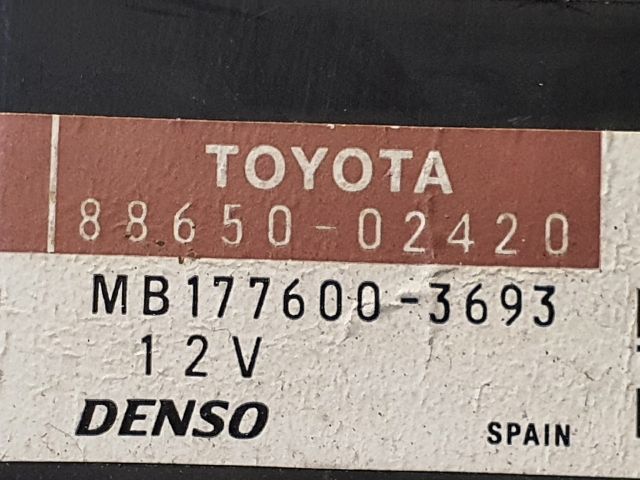 TOYOTA
88650-02420
MB177600-3693
12V
DENSO
SPAIN